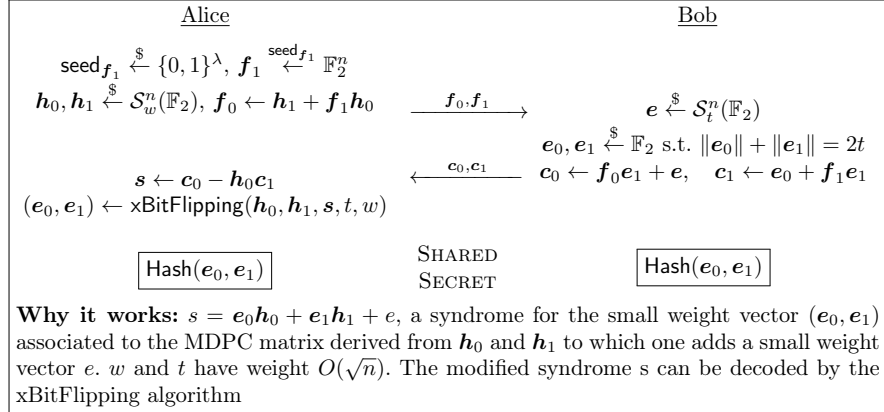 Alice Bob
seed_{f_1} ←$ {0, 1}^λ, f_1 ←^{seed_{f_1}} F_2^n
h_0, h_1 ←$ S_w^n(F_2), f_0 ← h_1 + f_1h_0 f_0,f_1 e ←$ S_t^n(F_2)
e_0, e_1 ←$ F_2 s.t. ∥e_0∥ + ∥e_1∥ = 2t
s ← c_0 − h_0c_1 c_0,c_1 c_0 ← f_0e_1 + e, c_1 ← e_0 + f_1e_1
(e_0, e_1) ← xBitFlipping(h_0, h_1, s, t, w)
Hash(e_0, e_1) SHARED SECRET Hash(e_0, e_1)
Why it works: s = e_0h_0 + e_1h_1 + e, a syndrome for the small weight vector (e_0, e_1)
associated to the MDPC matrix derived from h_0 and h_1 to which one adds a small weight
vector e. w and t have weight O(√n). The modified syndrome s can be decoded by the
xBitFlipping algorithm